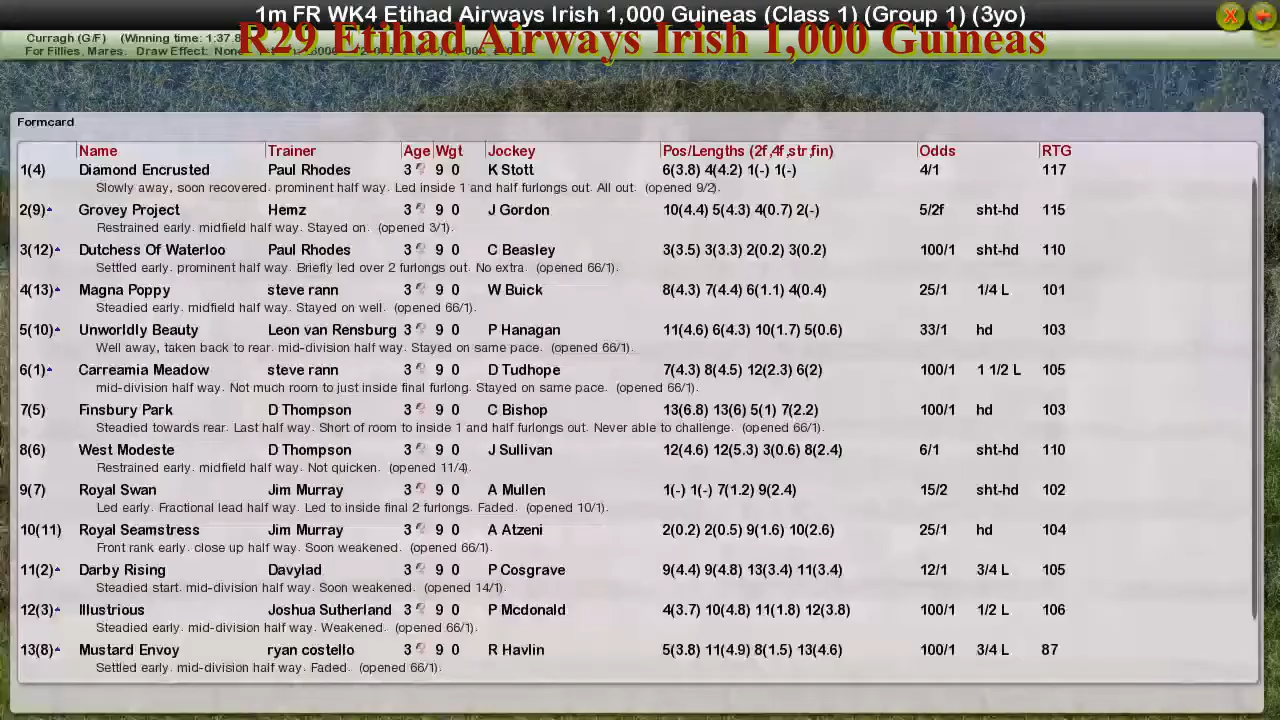 1m FR WK4 Etihad Airways Irish 1,000 Guineas (Class 1) (Group 1) (3yo)
R29 Etihad Airways Irish 1,000 Guineas
Curragh (G/F) (Winning time: 1:37.8
For Fillies, Mares. Draw Effect: None
Formcard
Name Trainer Age Wgt Jockey Pos/Lengths (2f,4f,str,fin) Odds RTG
1(4) Diamond Encrusted Paul Rhodes 3 9 0 K Stott 6(3.8) 4(4.2) 1(-) 1(-) 4/1 117
Slowly away, soon recovered. prominent half way. Led inside 1 and half furlongs out. All out. (opened 9/2).
2(9) Grovey Project Hemz 3 9 0 J Gordon 10(4.4) 5(4.3) 4(0.7) 2(-) 5/2f sht-hd 115
Restrained early. midfield half way. Stayed on. (opened 3/1).
3(12) Dutchess Of Waterloo Paul Rhodes 3 9 0 C Beasley 3(3.5) 3(3.3) 2(0.2) 3(0.2) 100/1 sht-hd 110
Settled early. prominent half way. Briefly led over 2 furlongs out. No extra. (opened 66/1).
4(13) Magna Poppy steve rann 3 9 0 W Buick 8(4.3) 7(4.4) 6(1.1) 4(0.4) 25/1 1/4 L 101
Steadied early. midfield half way. Stayed on well. (opened 66/1).
5(10) Unworldly Beauty Leon van Rensburg 3 9 0 P Hanagan 11(4.6) 6(4.3) 10(1.7) 5(0.6) 33/1 hd 103
Well away, taken back to rear. mid-division half way. Stayed on same pace. (opened 66/1).
6(1) Carreamia Meadow steve rann 3 9 0 D Tudhope 7(4.3) 8(4.5) 12(2.3) 6(2) 100/1 1 1/2 L 105
mid-division half way. Not much room to just inside final furlong. Stayed on same pace. (opened 66/1).
7(5) Finsbury Park D Thompson 3 9 0 C Bishop 13(6.8) 13(6) 5(1) 7(2.2) 100/1 hd 103
Steadied towards rear. Last half way. Short of room to inside 1 and half furlongs out. Never able to challenge. (opened 66/1).
8(6) West Modeste D Thompson 3 9 0 J Sullivan 12(4.6) 12(5.3) 3(0.6) 8(2.4) 6/1 sht-hd 110
Restrained early. midfield half way. Not quicken. (opened 11/4).
9(7) Royal Swan Jim Murray 3 9 0 A Mullen 1(-) 1(-) 7(1.2) 9(2.4) 15/2 sht-hd 102
Led early. Fractional lead half way. Led to inside final 2 furlongs. Faded. (opened 10/1).
10(11) Royal Seamstress Jim Murray 3 9 0 A Atzeni 2(0.2) 2(0.5) 9(1.6) 10(2.6) 25/1 hd 104
Front rank early. close up half way. Soon weakened. (opened 66/1).
11(2) Darby Rising Davylad 3 9 0 P Cosgrave 9(4.4) 9(4.8) 13(3.4) 11(3.4) 12/1 3/4 L 105
Steadied start. mid-division half way. Soon weakened. (opened 14/1).
12(3) Illustrious Joshua Sutherland 3 9 0 P Mcdonald 4(3.7) 10(4.8) 11(1.8) 12(3.8) 100/1 1/2 L 106
Steadied early. mid-division half way. Weakened. (opened 66/1).
13(8) Mustard Envoy ryan costello 3 9 0 R Havlin 5(3.8) 11(4.9) 8(1.5) 13(4.6) 100/1 3/4 L 87
Settled early. mid-division half way. Faded. (opened 66/1).